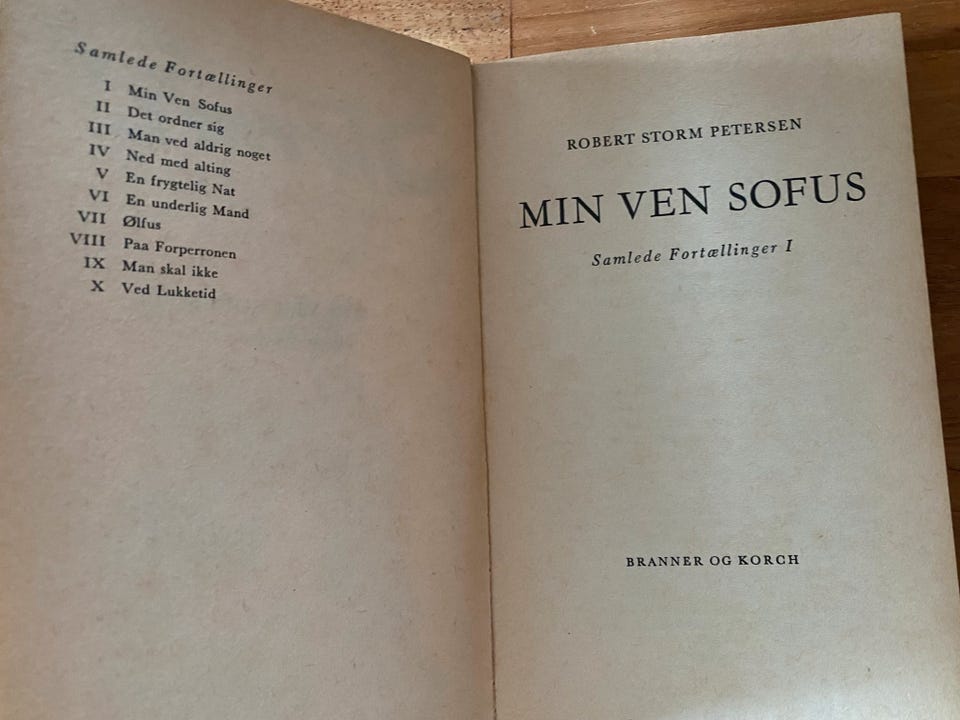 Samlede Fortællinger
I Min Ven Sofus
II Det ordner sig
III Man ved aldrig noget
IV Ned med alting
V En frygtelig Nat
VI En underlig Mand
VII Ølfus
VIII Paa Forperronen
IX Man skal ikke
X Ved Lukketid
ROBERT STORM PETERSEN
MIN VEN SOFUS
Samlede Fortællinger I
BRANNER OG KORCH